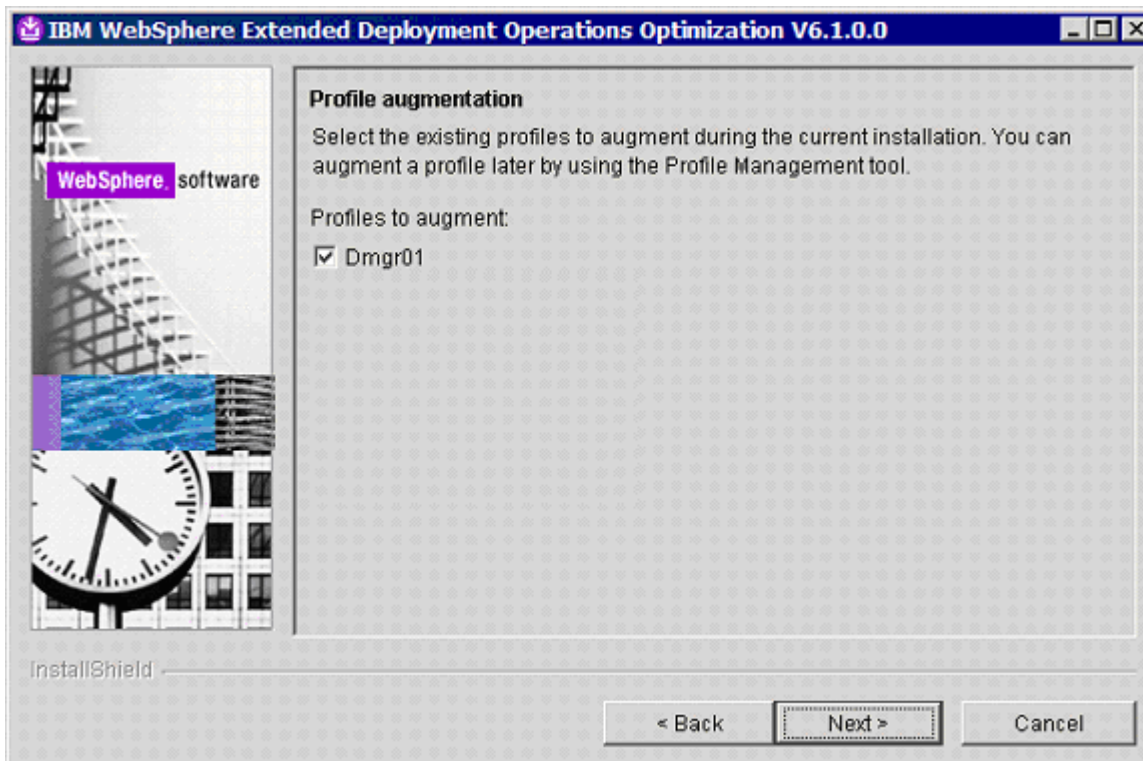 IBM WebSphere Extended Deployment Operations Optimization V6.1.0.0
WebSphere. software
Profile augmentation
Select the existing profiles to augment during the current installation. You can
augment a profile later by using the Profile Management tool.
Profiles to augment:
Dmgr01
InstallShield
< Back
Next >
Cancel